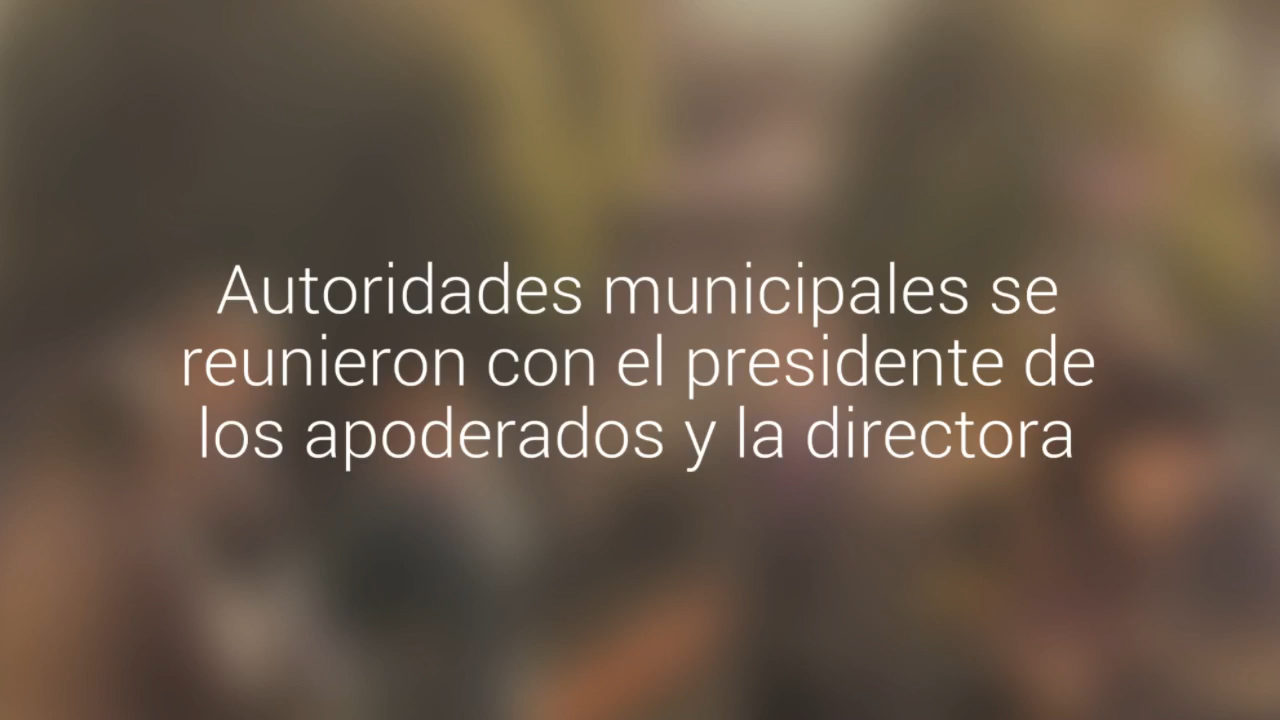 Autoridades municipales se
reunieron con el presidente de
los apoderados y la directora